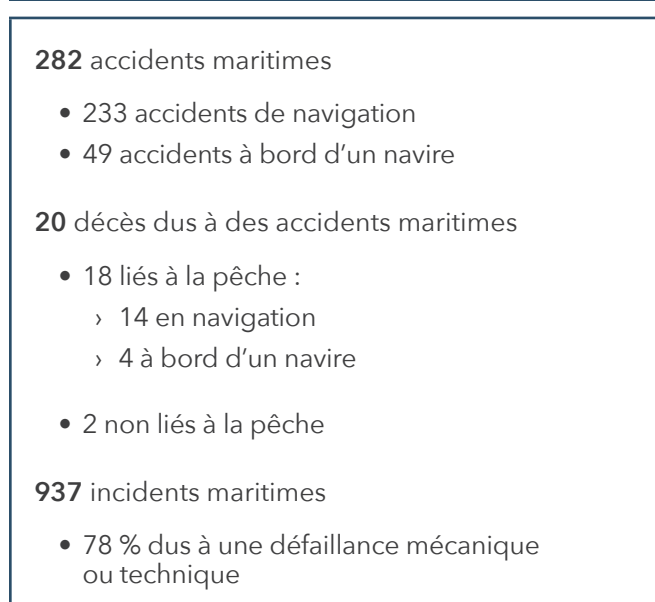 282 accidents maritimes
• 233 accidents de navigation
• 49 accidents à bord d’un navire
20 décès dus à des accidents maritimes
• 18 liés à la pêche :
› 14 en navigation
› 4 à bord d’un navire
• 2 non liés à la pêche
937 incidents maritimes
• 78 % dus à une défaillance mécanique
ou technique